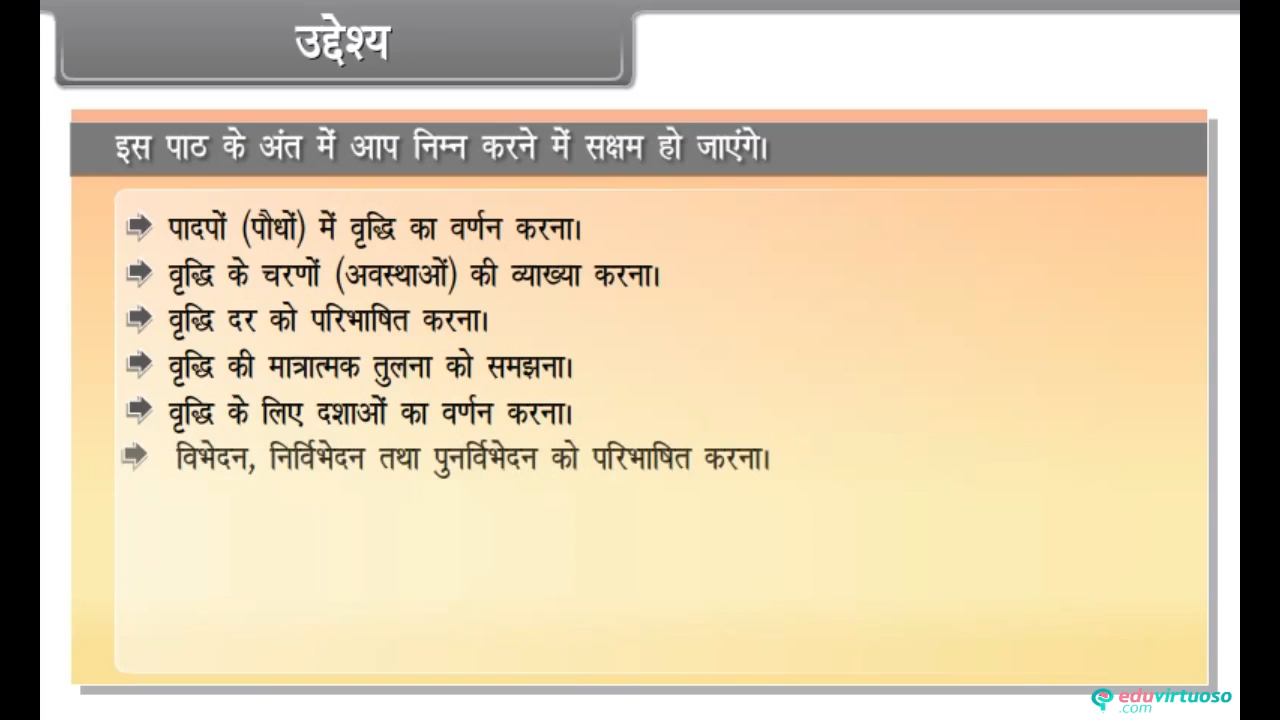 उद्देश्य
इस पाठ के अंत में आप निम्न करने में सक्षम हो जाएंगे।
पादपों (पौधों) में वृद्धि का वर्णन करना।
वृद्धि के चरणों (अवस्थाओं) की व्याख्या करना।
वृद्धि दर को परिभाषित करना।
वृद्धि की मात्रात्मक तुलना को समझना।
वृद्धि के लिए दशाओं का वर्णन करना।
विभेदन, निर्विभेदन तथा पुनर्विभेदन को परिभाषित करना।
eduvirtuoso
.com